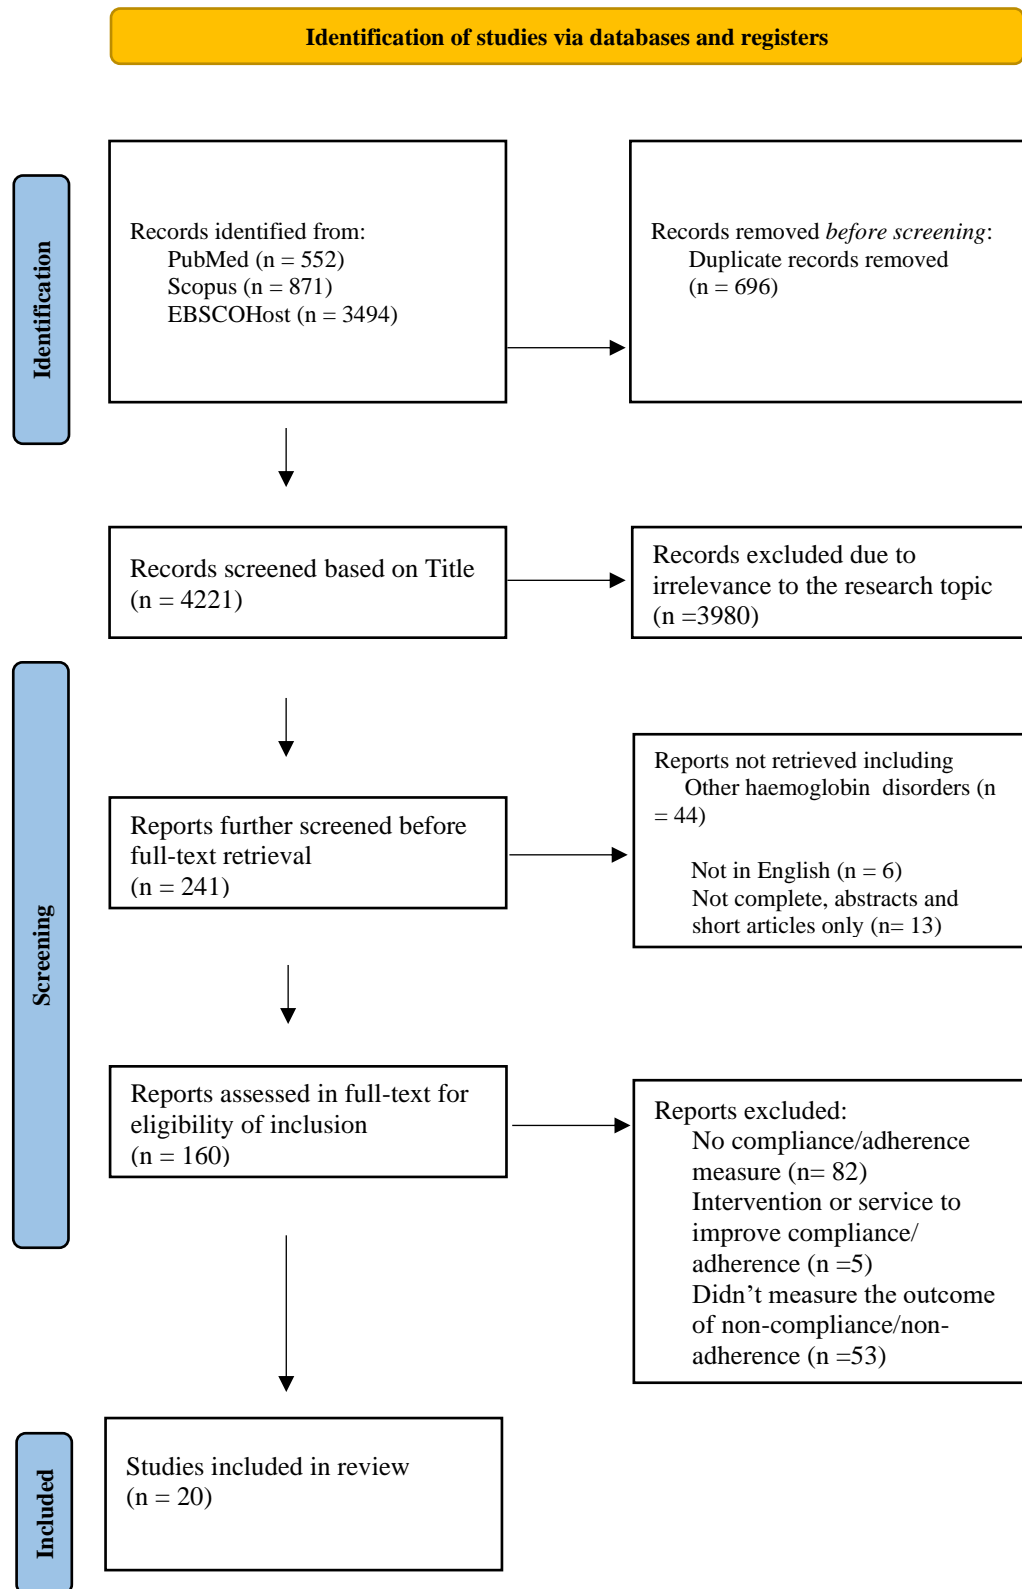 Identification of studies via databases and registers
Identification
Records identified from:
PubMed (n = 552)
Scopus (n = 871)
EBSCOHost (n = 3494)
Records removed before screening:
Duplicate records removed
(n = 696)
Records screened based on Title
(n = 4221)
Records excluded due to
irrelevance to the research topic
(n =3980)
Screening
Reports further screened before
full-text retrieval
(n = 241)
Reports not retrieved including
Other haemoglobin disorders (n
= 44)
Not in English (n = 6)
Not complete, abstracts and
short articles only (n= 13)
Reports assessed in full-text for
eligibility of inclusion
(n = 160)
Reports excluded:
No compliance/adherence
measure (n= 82)
Intervention or service to
improve compliance/
adherence (n =5)
Didn’t measure the outcome
of non-compliance/non-
adherence (n =53)
Included
Studies included in review
(n = 20)